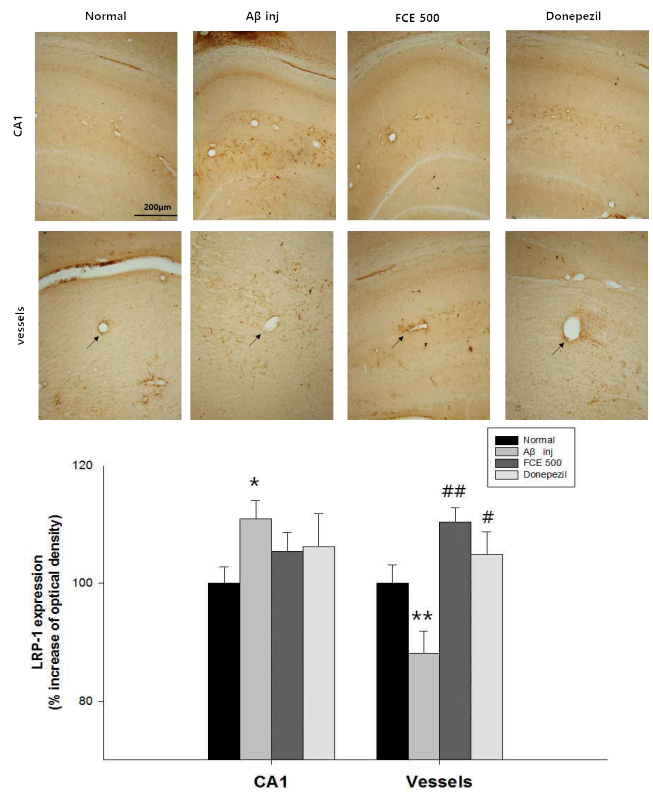 Normal Aβ inj FCE 500 Donepezil
CA1
200μm
vessels
Normal
Aβ inj
FCE 500
Donepezil
120
100
80
LRP-1 expression
(% increase of optical density)
*
**
##
#
CA1 Vessels